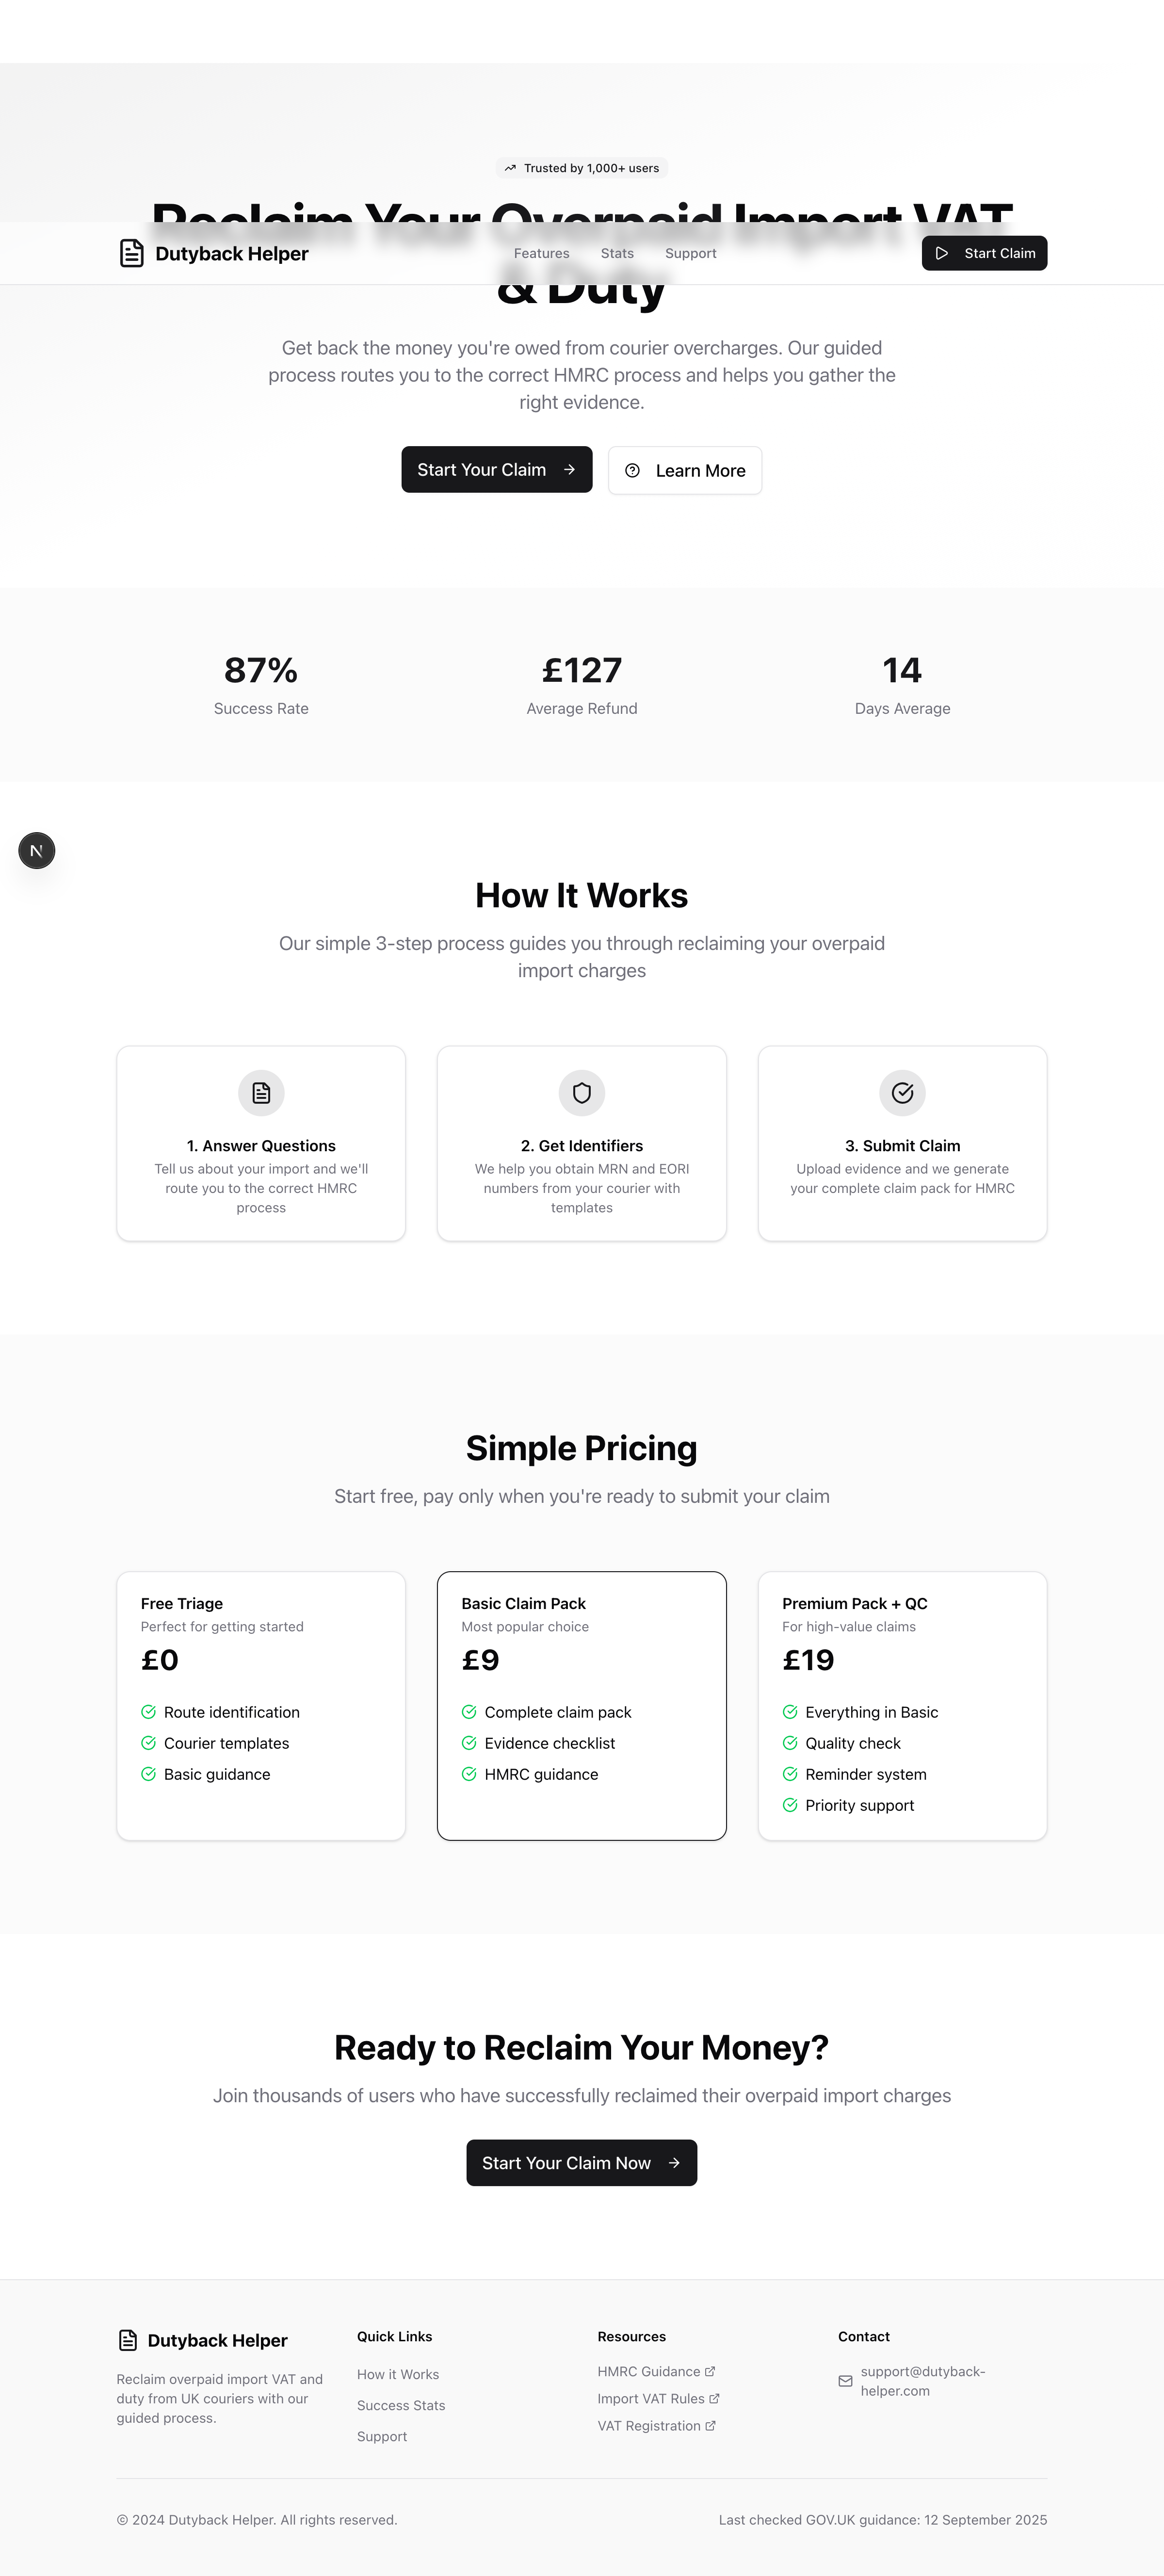 Trusted by 1,000+ users
Reclaim Your Overpaid Import VAT
Dutyback Helper
Features
Stats
Support
Start Claim
& Duty
Get back the money you're owed from courier overcharges. Our guided
process routes you to the correct HMRC process and helps you gather the
right evidence.
Start Your Claim
Learn More
87%
Success Rate
£127
Average Refund
14
Days Average
N
How It Works
Our simple 3-step process guides you through reclaiming your overpaid
import charges
1. Answer Questions
Tell us about your import and we'll
route you to the correct HMRC
process
2. Get Identifiers
We help you obtain MRN and EORI
numbers from your courier with
templates
3. Submit Claim
Upload evidence and we generate
your complete claim pack for HMRC
Simple Pricing
Start free, pay only when you're ready to submit your claim
Free Triage
Perfect for getting started
£0
Route identification
Courier templates
Basic guidance
Basic Claim Pack
Most popular choice
£9
Complete claim pack
Evidence checklist
HMRC guidance
Premium Pack + QC
For high-value claims
£19
Everything in Basic
Quality check
Reminder system
Priority support
Ready to Reclaim Your Money?
Join thousands of users who have successfully reclaimed their overpaid import charges
Start Your Claim Now
Dutyback Helper
Reclaim overpaid import VAT and
duty from UK couriers with our
guided process.
Quick Links
How it Works
Success Stats
Support
Resources
HMRC Guidance
Import VAT Rules
VAT Registration
Contact
support@dutyback-
helper.com
© 2024 Dutyback Helper. All rights reserved.
Last checked GOV.UK guidance: 12 September 2025